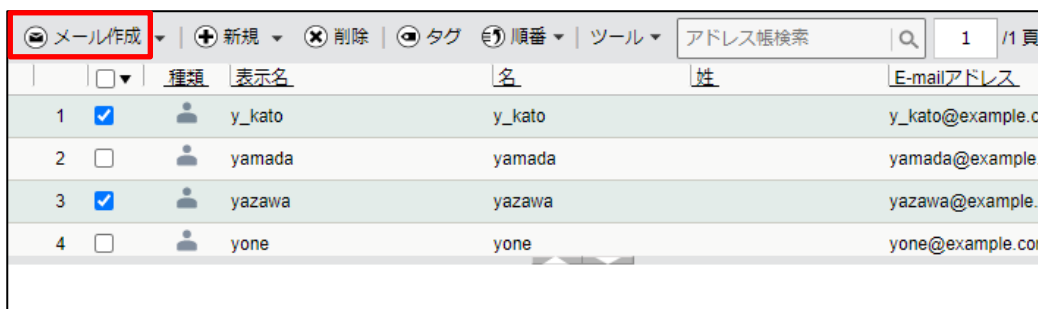 メール作成 新規 削除 タグ 順番 ツール アドレス帳検索 1 /1 頁
種類 表示名 名 姓 E-mailアドレス
1 y_kato y_kato y_kato@example.c
2 yamada yamada yamada@example.
3 yazawa yazawa yazawa@example.
4 yone yone yone@example.co